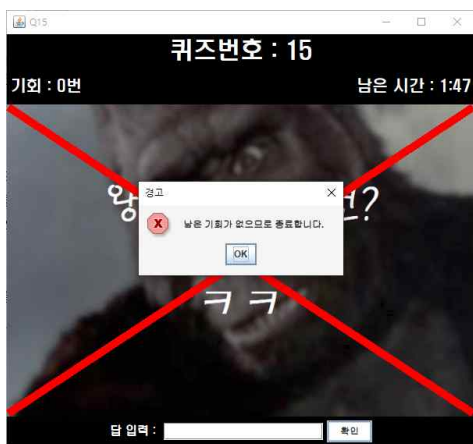 Q15
퀴즈번호 : 15
기회 : 0번
남은 시간 : 1:47
왕
?
경고
남은 기회가 없으므로 종료합니다.
OK
ㅋㅋ
답 입력 :
확인